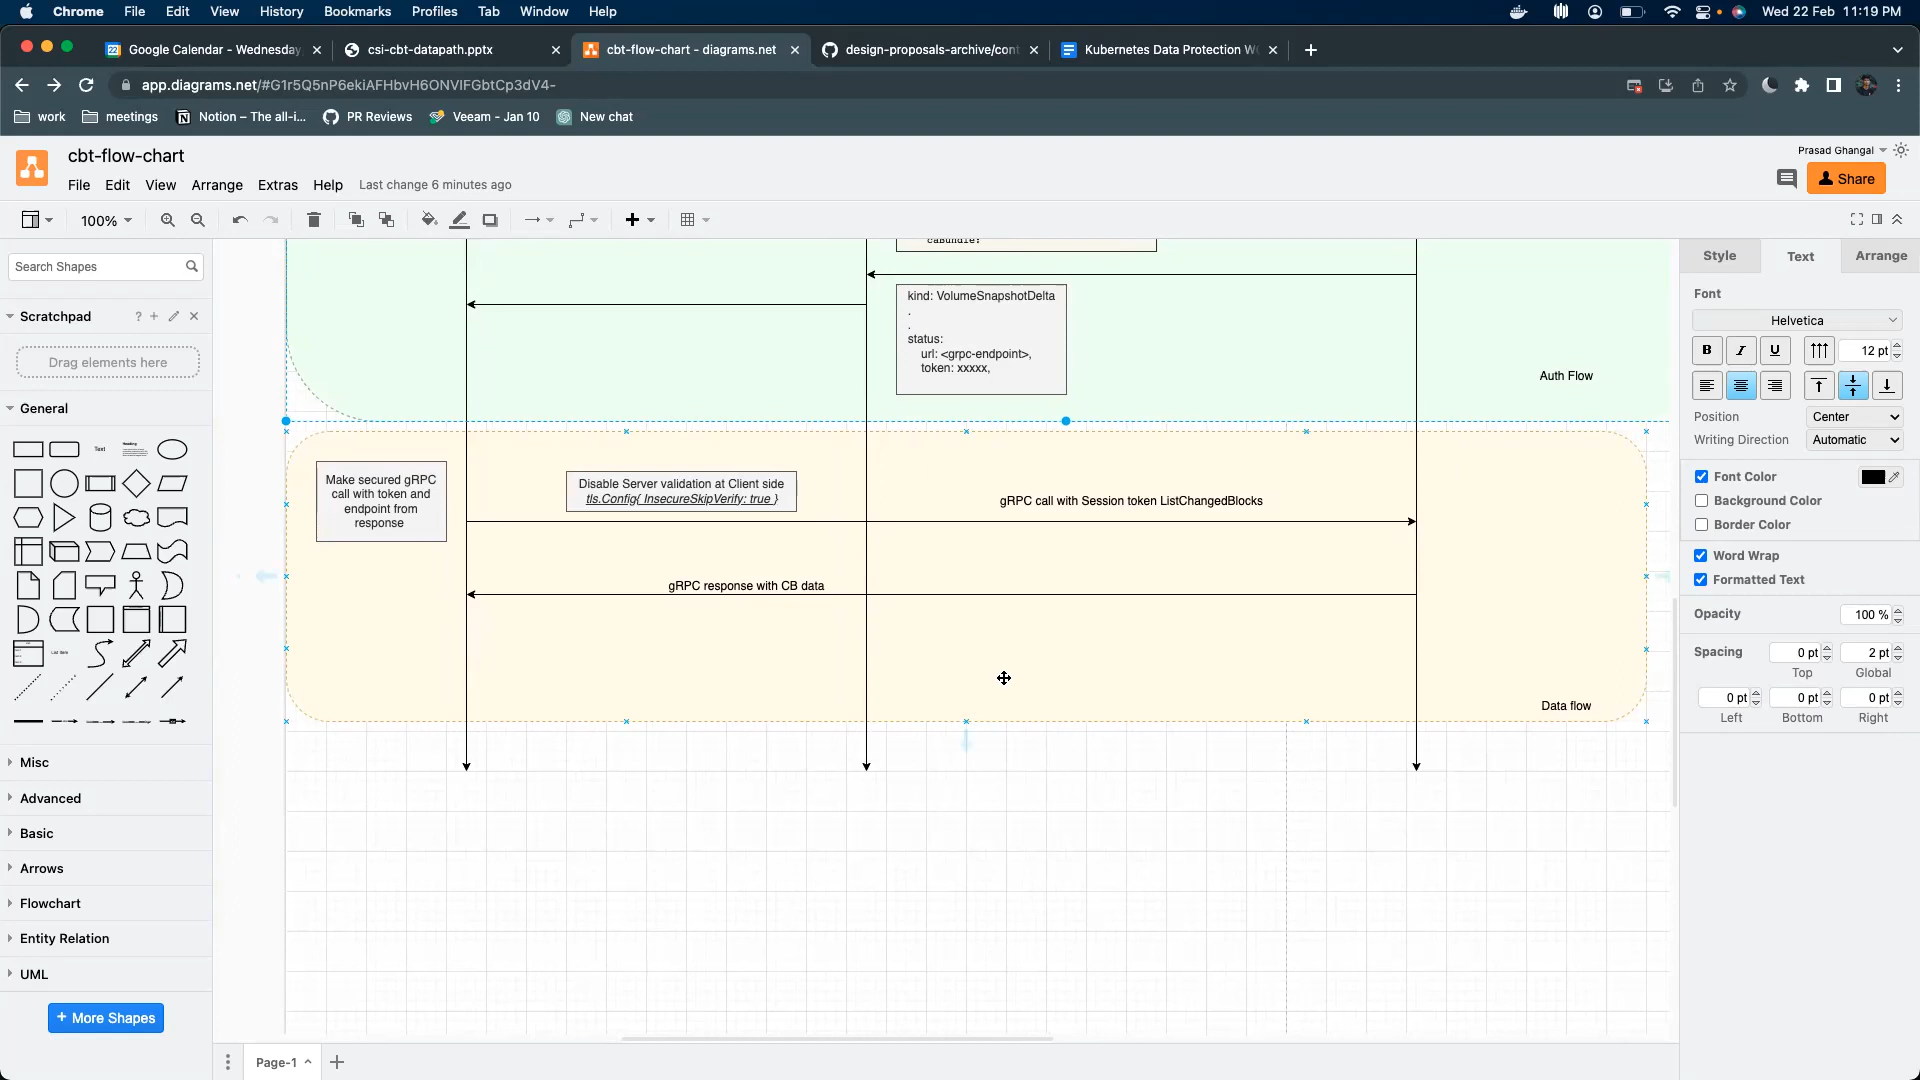 Chrome File Edit View History Bookmarks Profiles Tab Window Help Wed 22 Feb 11:19 PM
Google Calendar - Wednesday, csi-cbt-datapath.pptx cbt-flow-chart - diagrams.net design-proposals-archive/cont Kubernetes Data Protection W
app.diagrams.net/#G1r5Q5nP6ekiAFHbvH6ONVIFGbtCp3dV4-
work meetings Notion – The all-i... PR Reviews Veeam - Jan 10 New chat
cbt-flow-chart
Prasad Ghangal
File Edit View Arrange Extras Help Last change 6 minutes ago
Share
100%
Search Shapes
Scratchpad ?
Drag elements here
General
Text
Heading
List Item
Misc
Advanced
Basic
Arrows
Flowchart
Entity Relation
UML
+ More Shapes
caBundle:
kind: VolumeSnapshotDelta
.
.
status:
url: <grpc-endpoint>,
token: xxxxx,
Auth Flow
Make secured gRPC
call with token and
endpoint from
response
Disable Server validation at Client side
tls.Config{ InsecureSkipVerify: true }
gRPC call with Session token ListChangedBlocks
gRPC response with CB data
Data flow
Page-1
Style Text Arrange
Font
Helvetica
B I U 12 pt
Position Center
Writing Direction Automatic
Font Color
Background Color
Border Color
Word Wrap
Formatted Text
Opacity 100 %
Spacing 0 pt 2 pt
Top Global
0 pt 0 pt 0 pt
Left Bottom Right